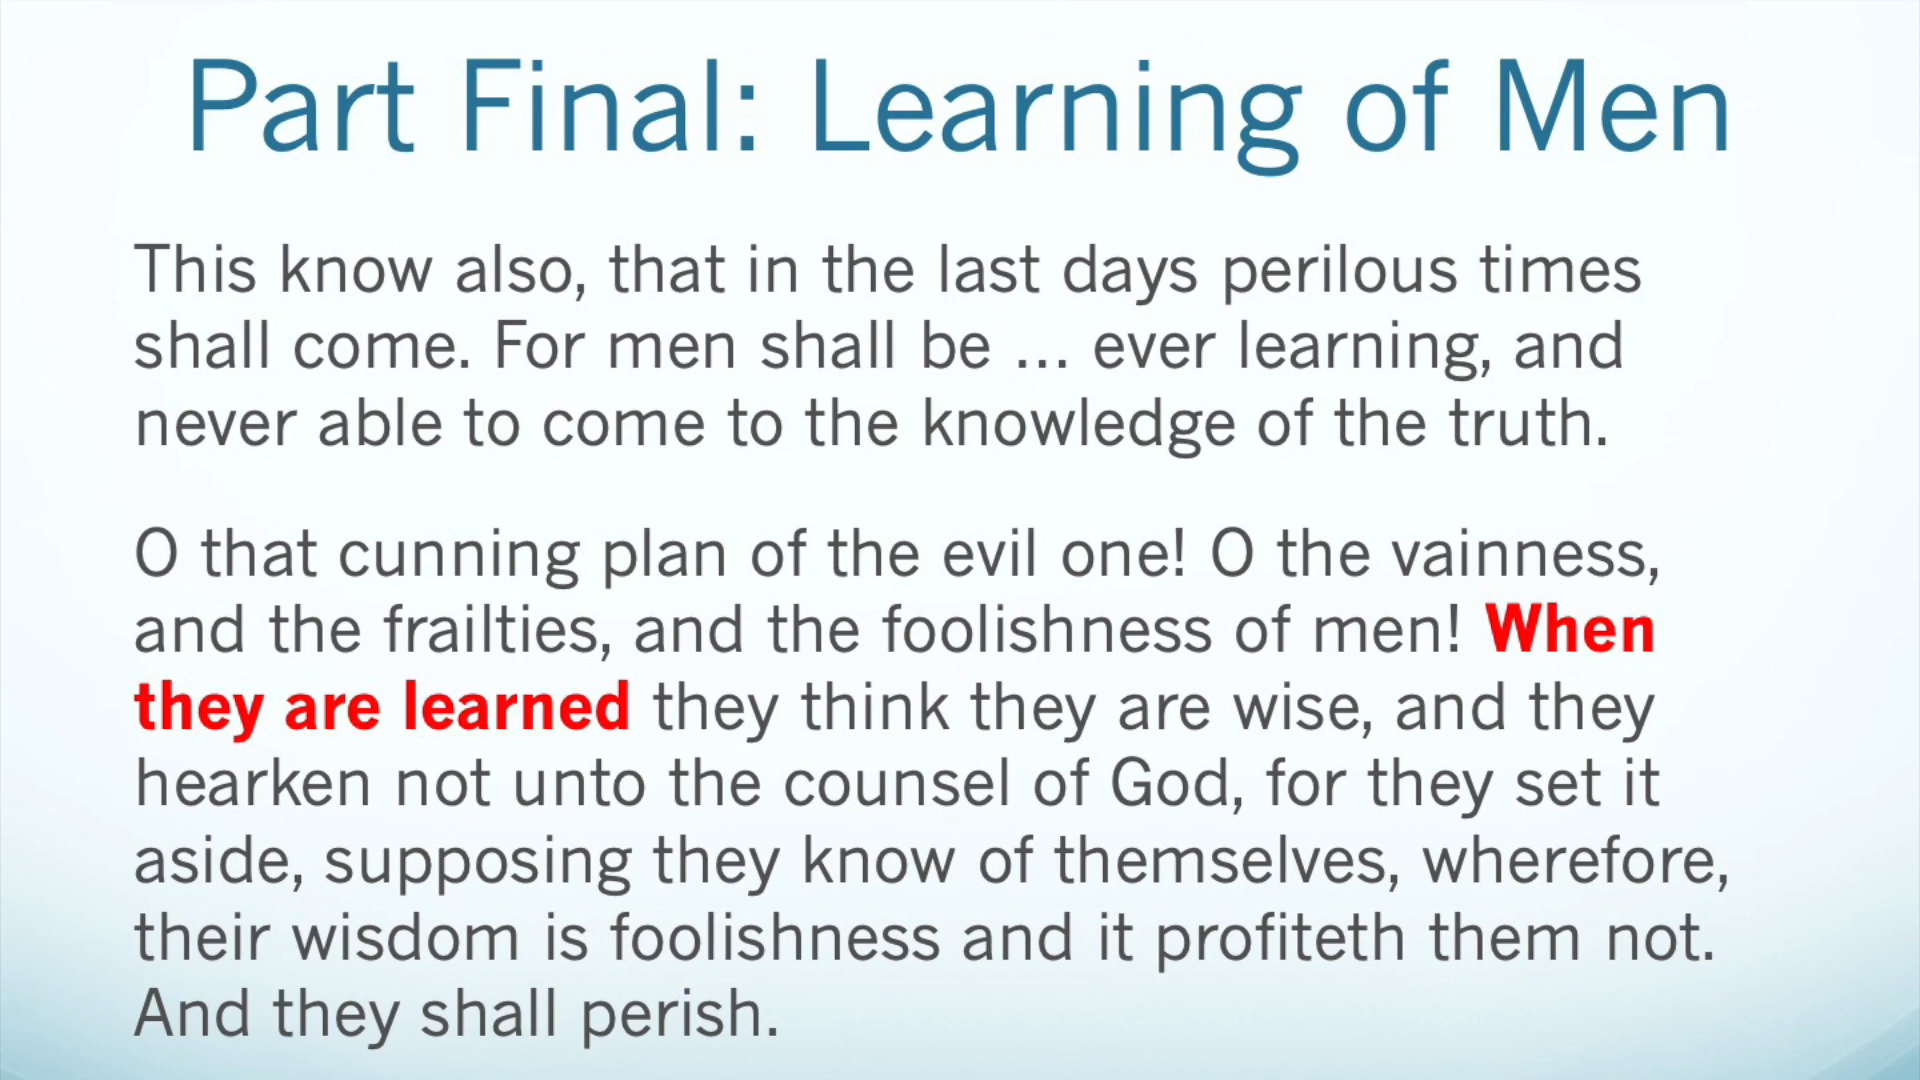 Part Final: Learning of Men
This know also, that in the last days perilous times
shall come. For men shall be ... ever learning, and
never able to come to the knowledge of the truth.
O that cunning plan of the evil one! O the vainness,
and the frailties, and the foolishness of men! When
they are learned they think they are wise, and they
hearken not unto the counsel of God, for they set it
aside, supposing they know of themselves, wherefore,
their wisdom is foolishness and it profiteth them not.
And they shall perish.